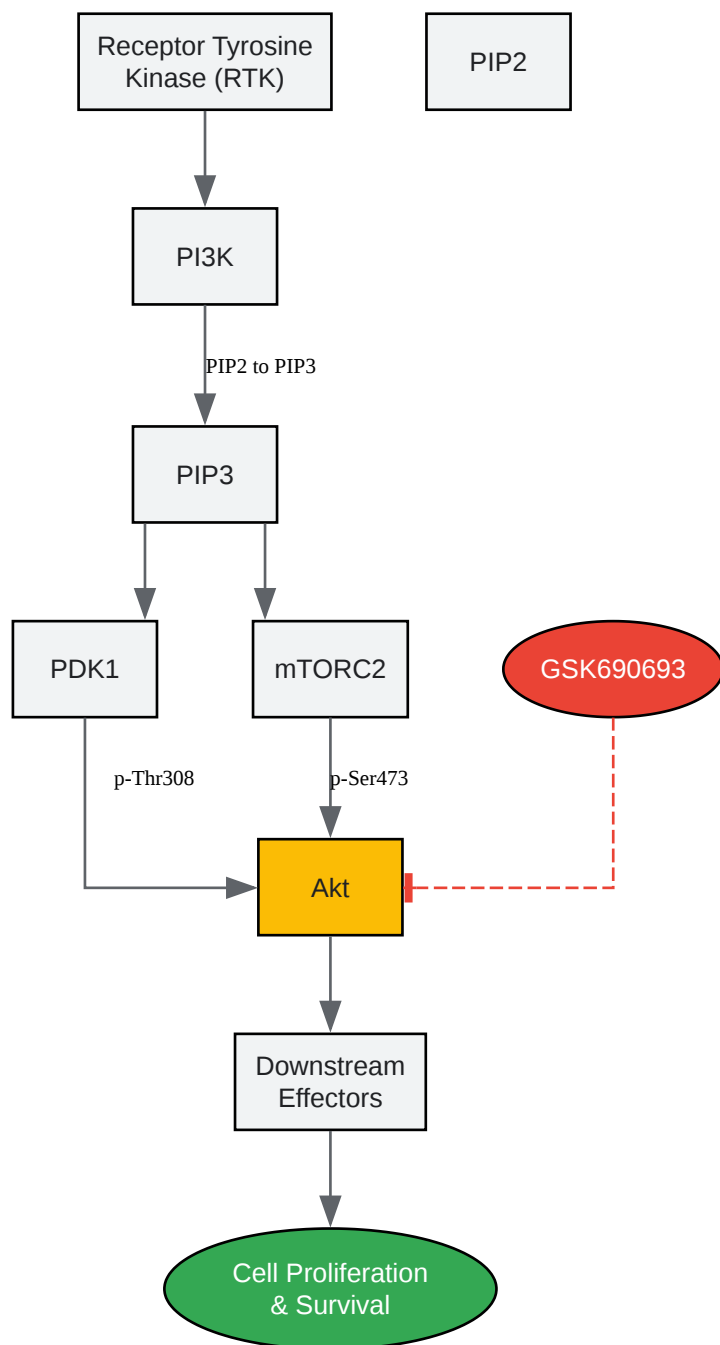 Receptor Tyrosine
Kinase (RTK)
PIP2
PI3K
PIP2 to PIP3
PIP3
PDK1
mTORC2
GSK690693
p-Thr308
p-Ser473
Akt
Downstream
Effectors
Cell Proliferation
& Survival